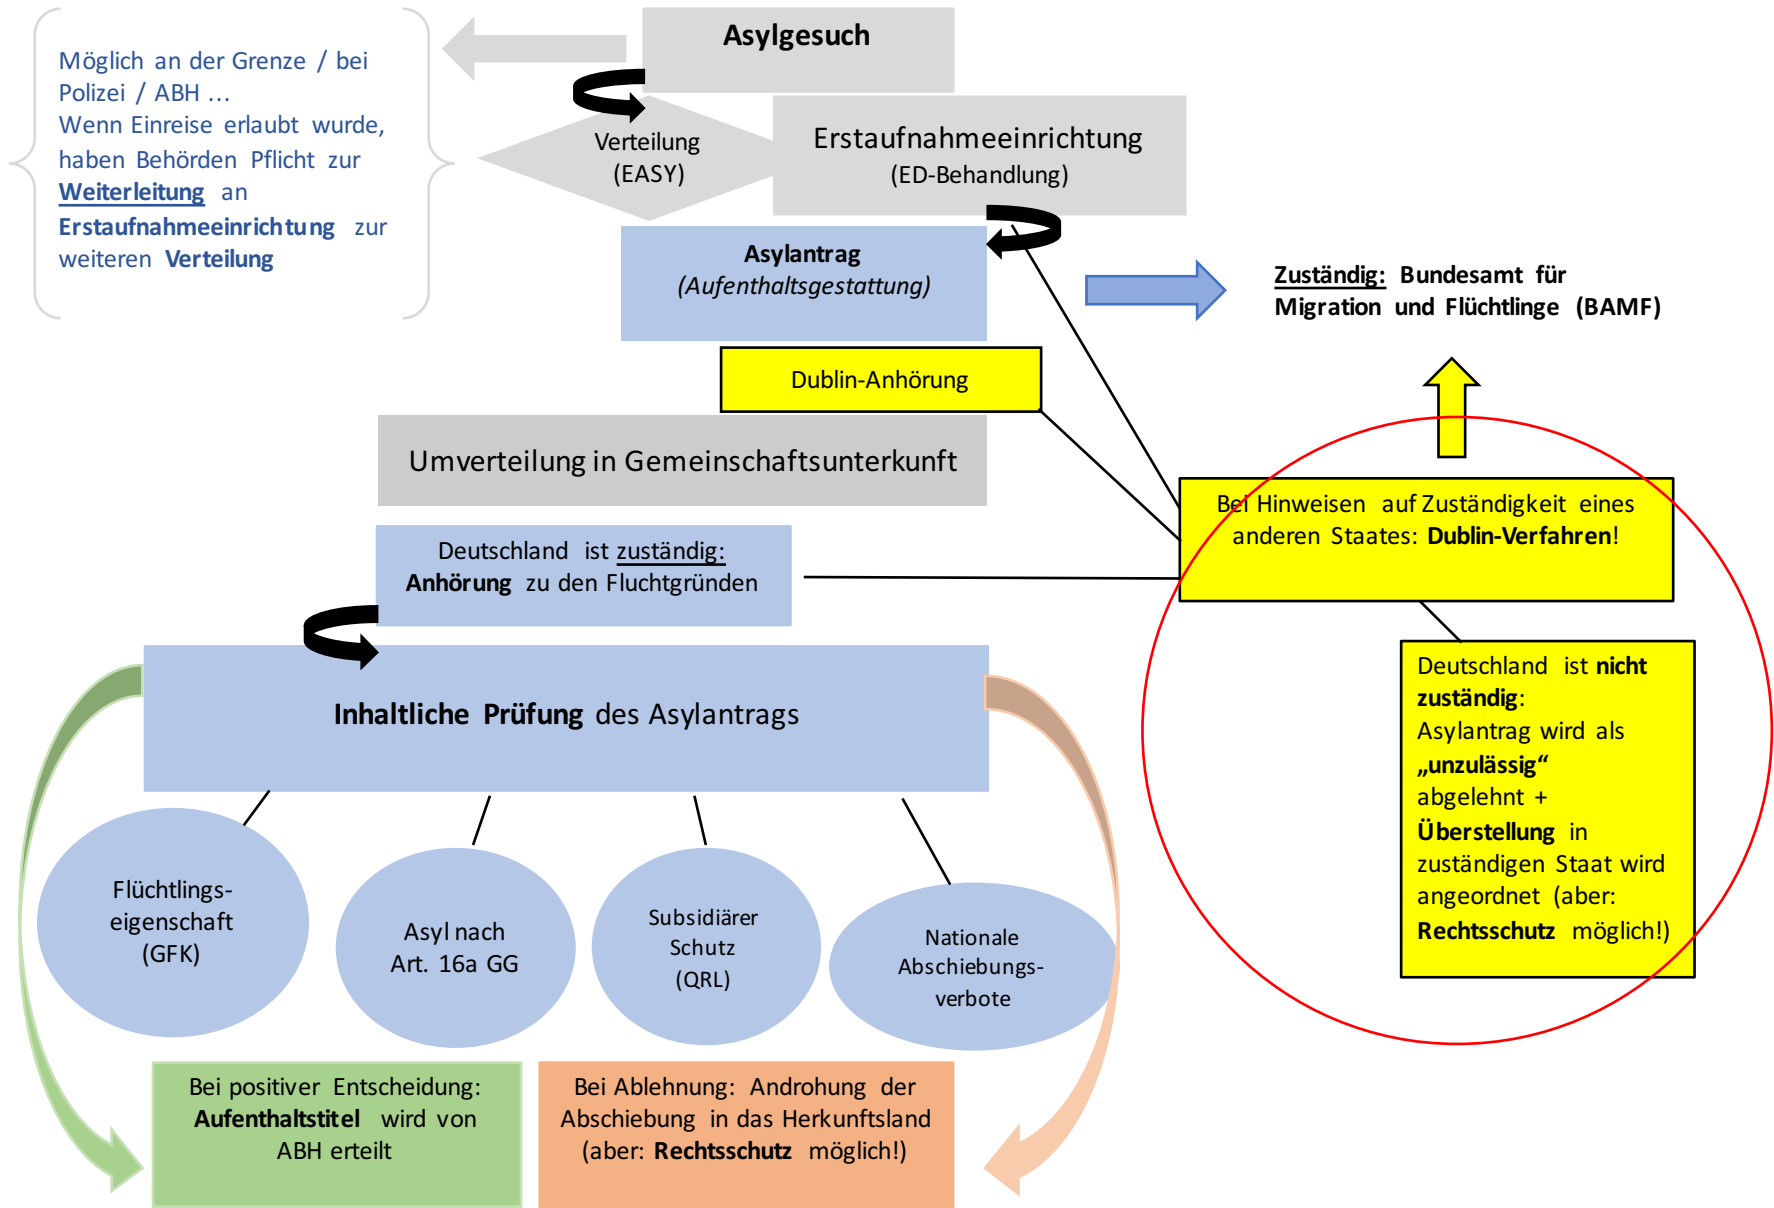 Asylgesuch
Möglich an der Grenze / bei
Polizei / ABH …
Wenn Einreise erlaubt wurde,
haben Behörden Pflicht zur
Weiterleitung an
Erstaufnahmeeinrichtung zur
weiteren Verteilung
Verteilung
(EASY)
Erstaufnahmeeinrichtung
(ED-Behandlung)
Asylantrag
(Aufenthaltsgestattung)
Zuständig: Bundesamt für
Migration und Flüchtlinge (BAMF)
Dublin-Anhörung
Umverteilung in Gemeinschaftsunterkunft
Bei Hinweisen auf Zuständigkeit eines
anderen Staates: Dublin-Verfahren!
Deutschland ist zuständig:
Anhörung zu den Fluchtgründen
Deutschland ist nicht
zuständig:
Asylantrag wird als
„unzulässig“
abgelehnt +
Überstellung in
zuständigen Staat wird
angeordnet (aber:
Rechtsschutz möglich!)
Inhaltliche Prüfung des Asylantrags
Flüchtlings-
eigenschaft
(GFK)
Asyl nach
Art. 16a GG
Subsidiärer
Schutz
(QRL)
Nationale
Abschiebungs-
verbote
Bei positiver Entscheidung:
Aufenthaltstitel wird von
ABH erteilt
Bei Ablehnung: Androhung der
Abschiebung in das Herkunftsland
(aber: Rechtsschutz möglich!)